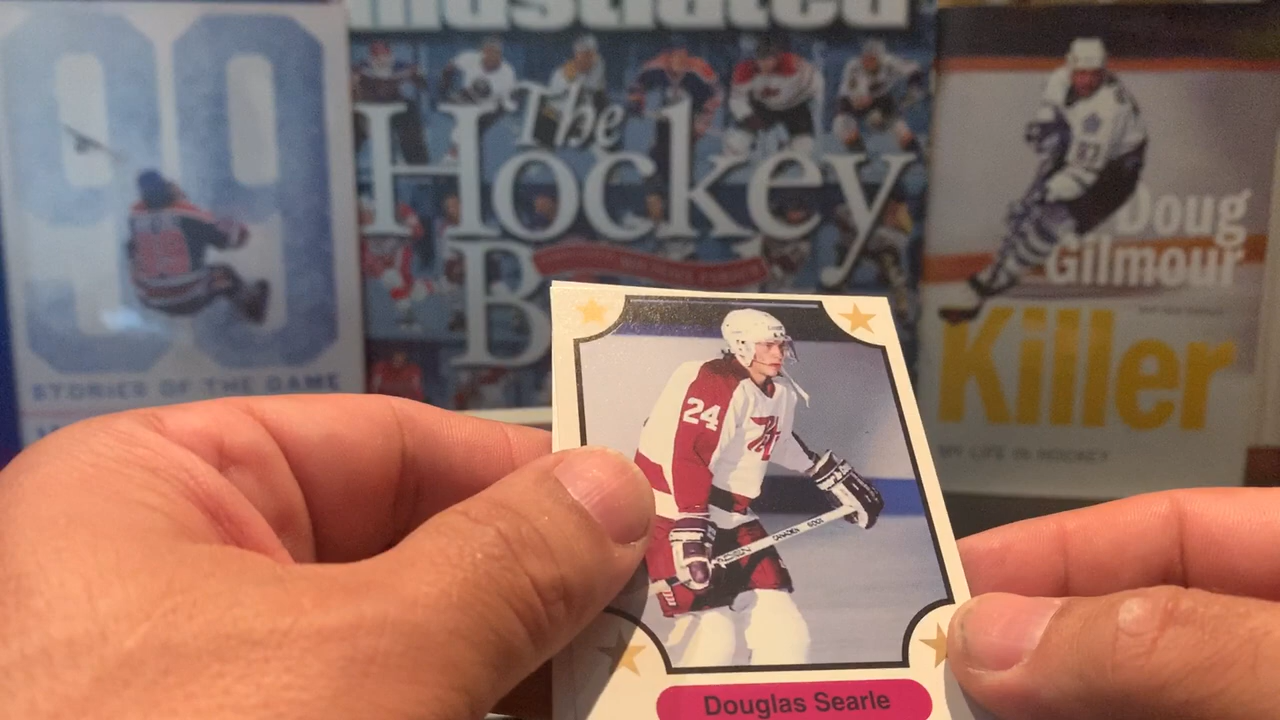 Illustrated
99
STORIES OF THE GAME
The
Hockey
B
Doug
Gilmour
Killer
MY LIFE IN HOCKEY
24
Douglas Searle